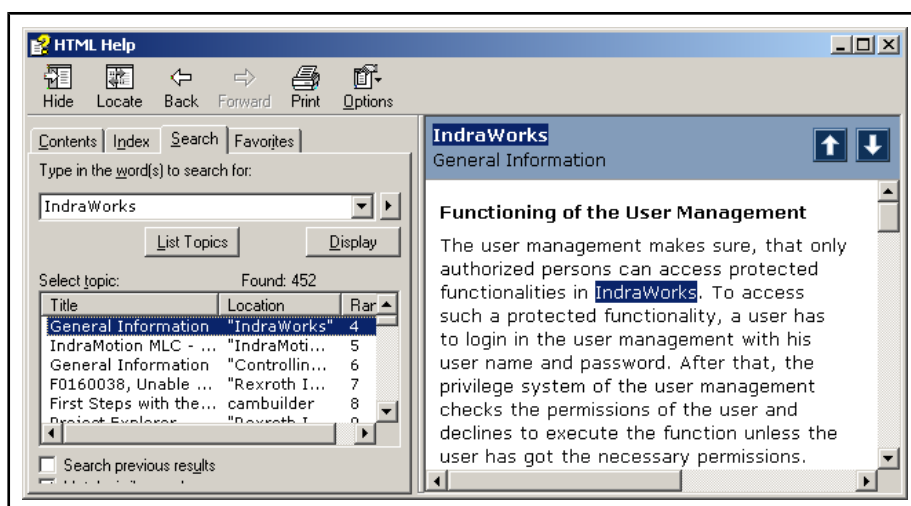 HTML Help
Hide Locate Back Forward Print Options
Contents Index Search Favorites
Type in the word(s) to search for:
IndraWorks
List Topics Display
Select topic: Found: 452
Title Location Rar
General Information "IndraWorks" 4
IndraMotion MLC - ... "IndraMoti... 5
General Information "Controllin... 6
F0160038, Unable ... "Rexroth I... 7
First Steps with the... cambuilder 8
Project Explorer "Rexroth I
Search previous results
IndraWorks
General Information
Functioning of the User Management
The user management makes sure, that only
authorized persons can access protected
functionalities in IndraWorks. To access
such a protected functionality, a user has
to login in the user management with his
user name and password. After that, the
privilege system of the user management
checks the permissions of the user and
declines to execute the function unless the
user has got the necessary permissions.